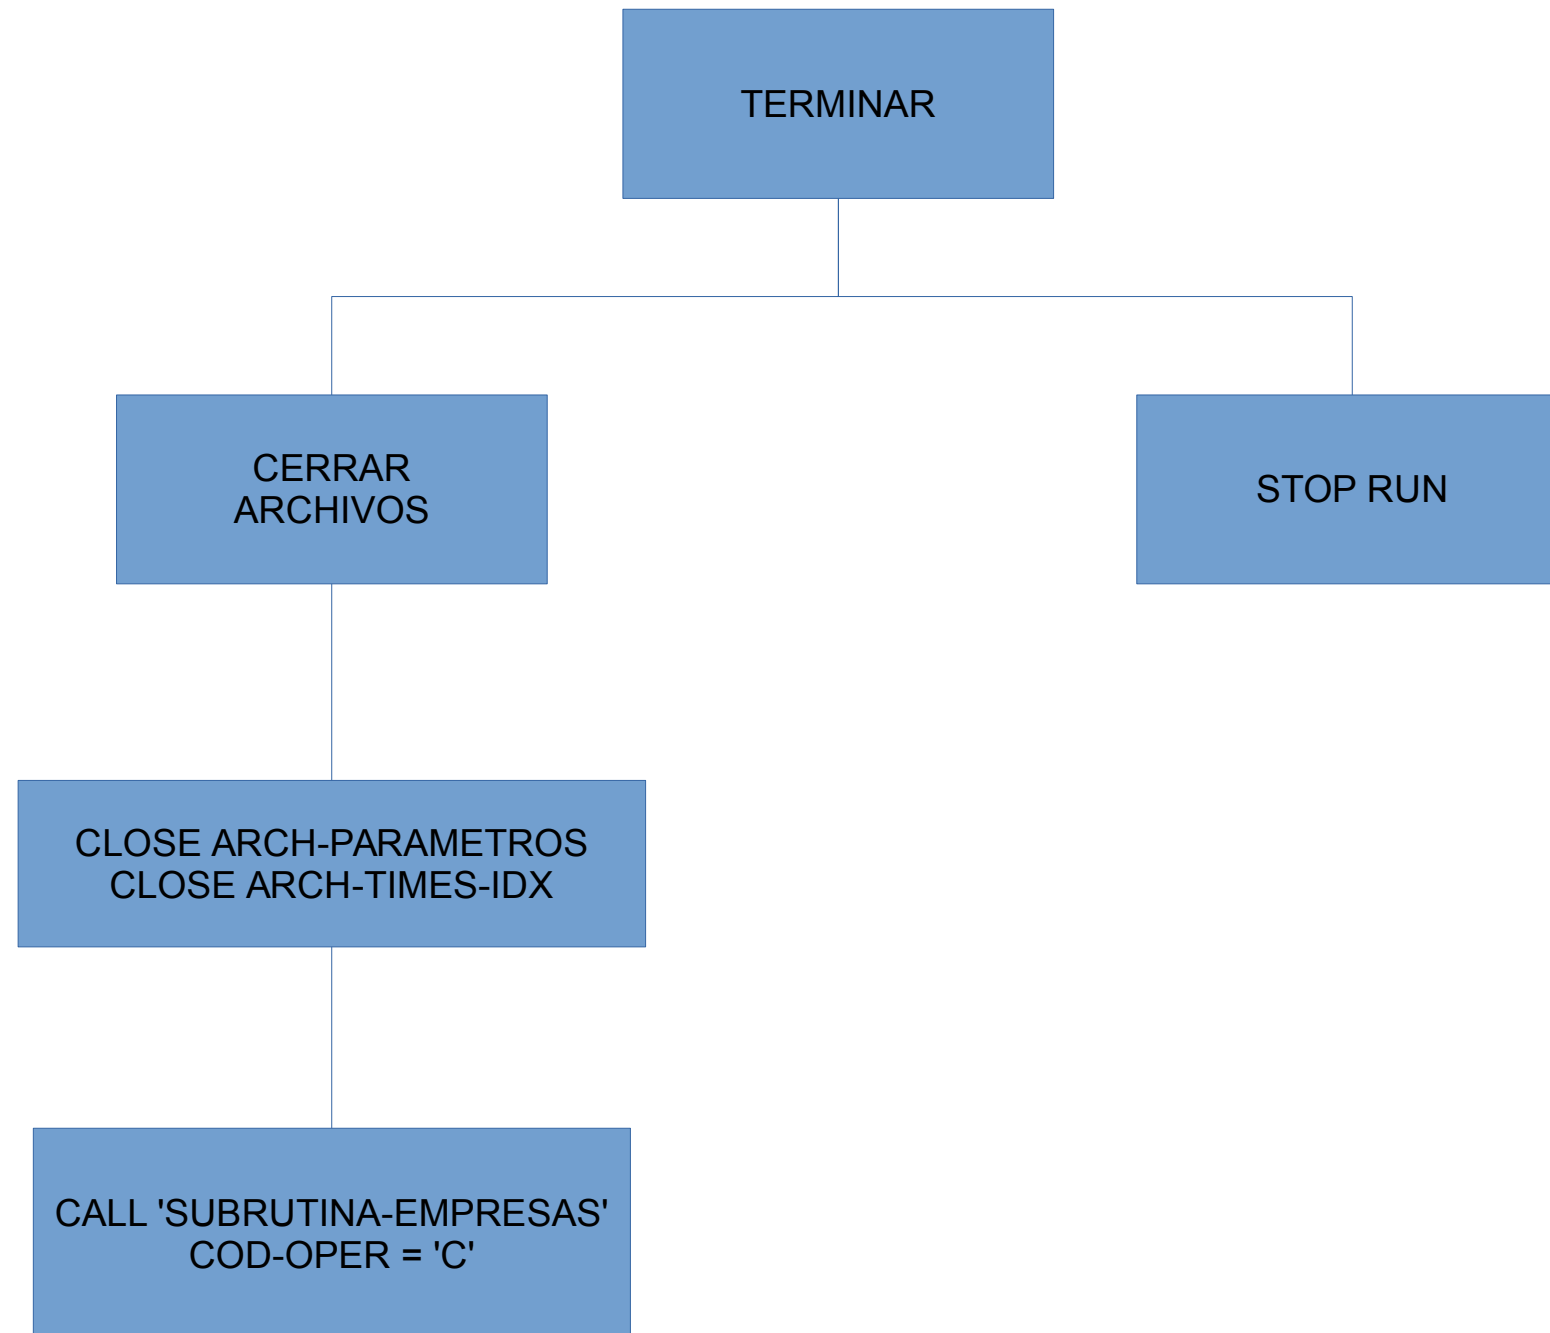 TERMINAR
CERRAR
ARCHIVOS
STOP RUN
CLOSE ARCH-PARAMETROS
CLOSE ARCH-TIMES-IDX
CALL 'SUBRUTINA-EMPRESAS'
COD-OPER = 'C'